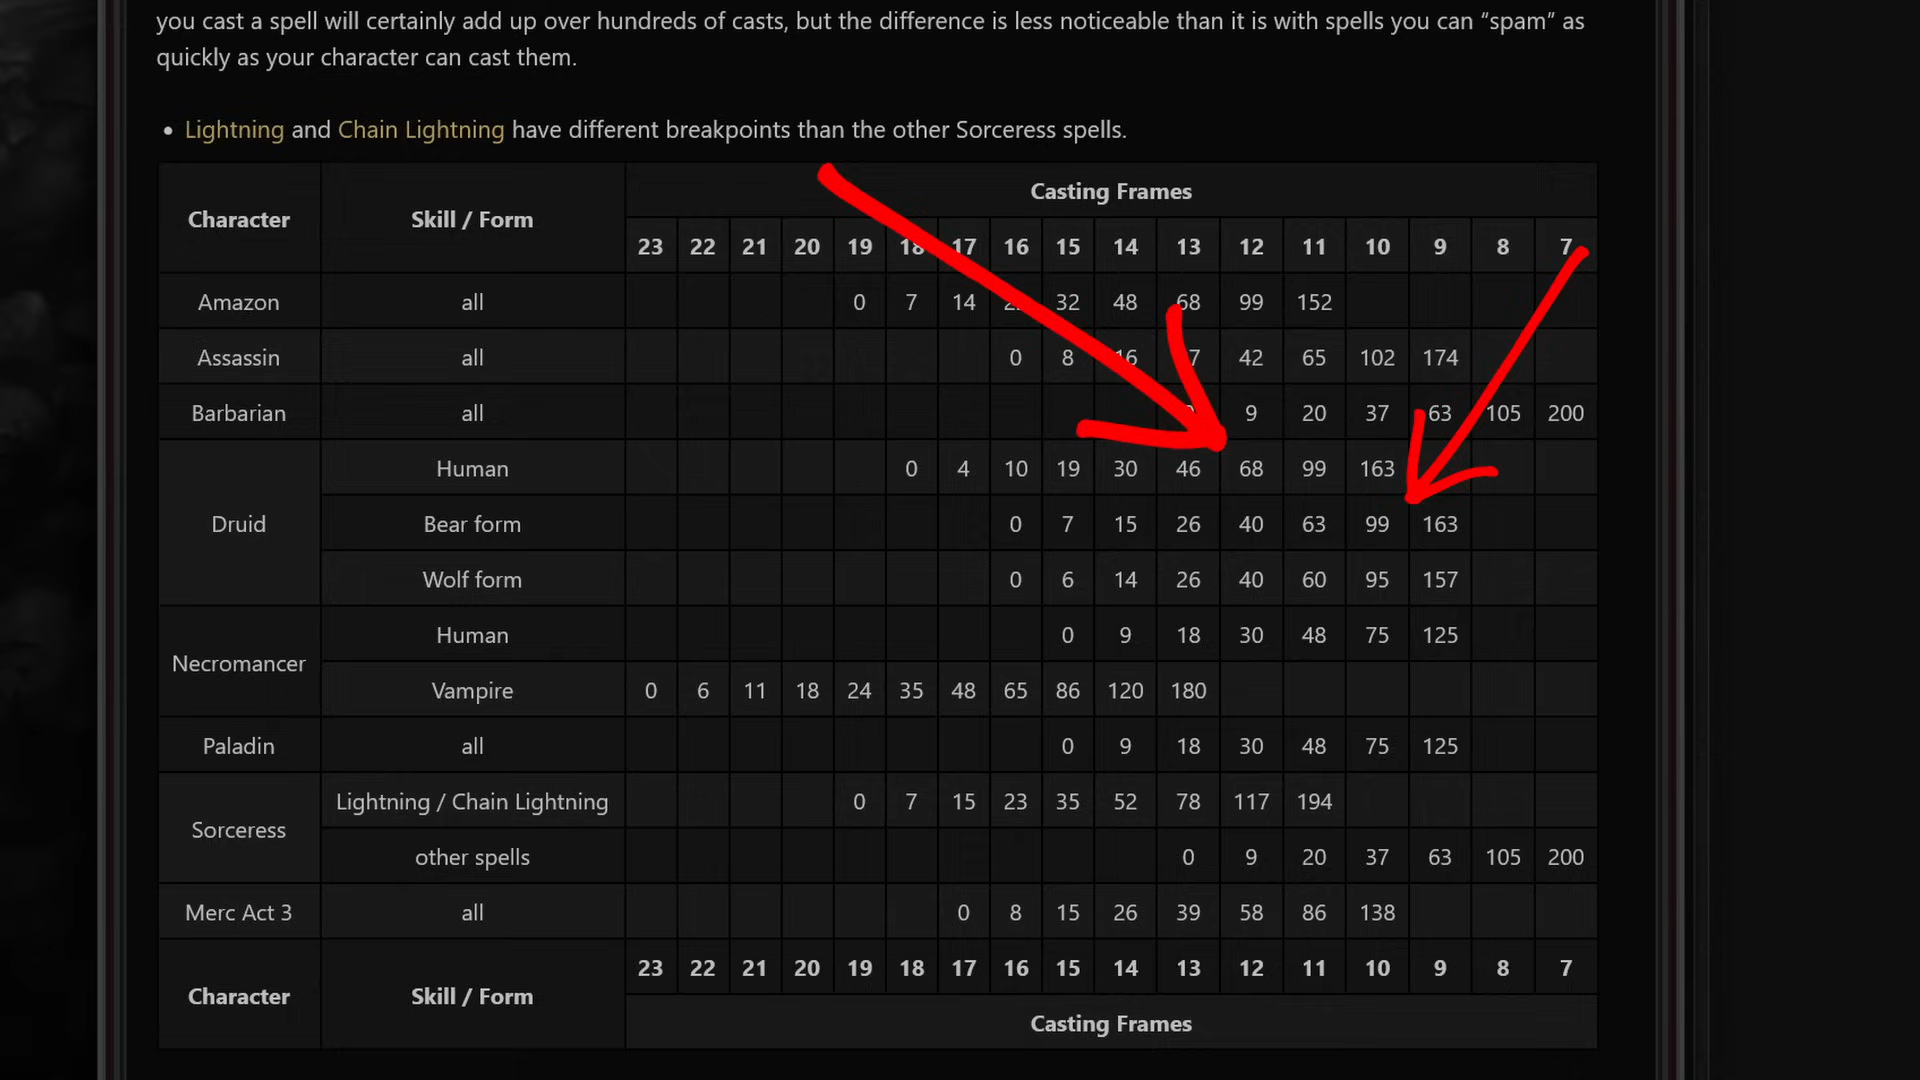 you cast a spell will certainly add up over hundreds of casts, but the difference is less noticeable than it is with spells you can “spam” as
quickly as your character can cast them.
• Lightning and Chain Lightning have different breakpoints than the other Sorceress spells.
Character Skill / Form Casting Frames
23 22 21 20 19 18 17 16 15 14 13 12 11 10 9 8 7
Amazon all 0 7 14 32 48 68 99 152
Assassin all 0 8 16 42 65 102 174
Barbarian all 9 20 37 63 105 200
Druid
Human 0 4 10 19 30 46 68 99 163
Bear form 0 7 15 26 40 63 99 163
Wolf form 0 6 14 26 40 60 95 157
Necromancer
Human 0 9 18 30 48 75 125
Vampire 0 6 11 18 24 35 48 65 86 120 180
Paladin all 0 9 18 30 48 75 125
Sorceress
Lightning / Chain Lightning 0 7 15 23 35 52 78 117 194
other spells 0 9 20 37 63 105 200
Merc Act 3 all 0 8 15 26 39 58 86 138
Character Skill / Form
23 22 21 20 19 18 17 16 15 14 13 12 11 10 9 8 7
Casting Frames